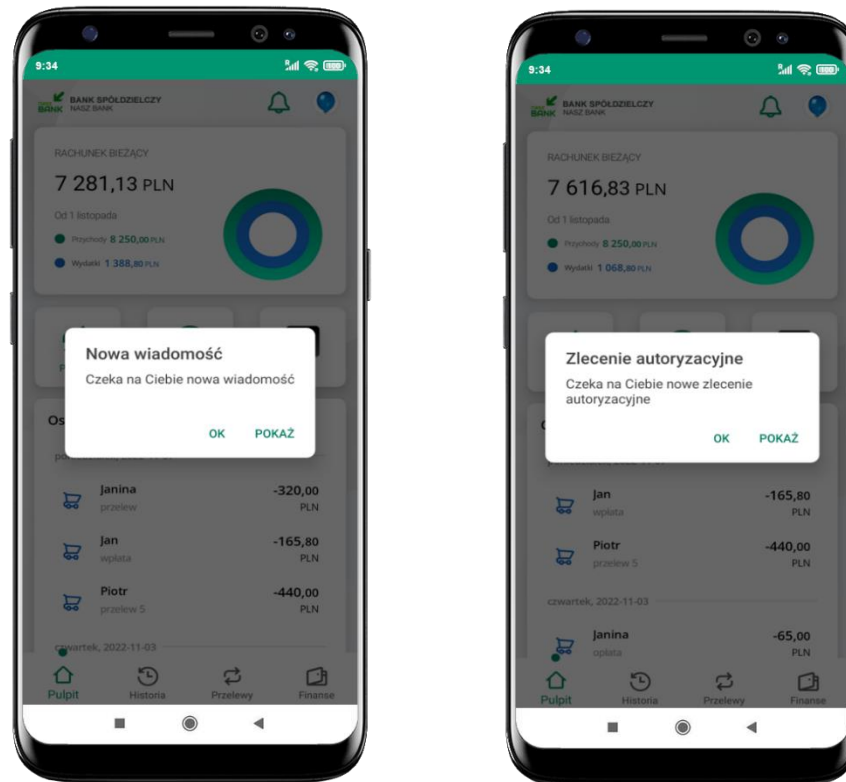 9:34
BANK SPÓŁDZIELCZY
NASZ BANK
BANK
RACHUNEK BIEŻĄCY
7 281,13 PLN
Od 1 listopada
Przychody 8 250,00 PLN
Wydatki 1 388,80 PLN
Nowa wiadomość
Czeka na Ciebie nowa wiadomość
OK POKAŻ
Os
Janina -320,00
przelew PLN
Jan -165,80
wpłata PLN
Piotr -440,00
przelew 5 PLN
czwartek, 2022-11-03
Pulpit Historia Przelewy Finanse
9:34
BANK SPÓŁDZIELCZY
NASZ BANK
BANK
RACHUNEK BIEŻĄCY
7 616,83 PLN
Od 1 listopada
Przychody 8 250,00 PLN
Wydatki 1 068,80 PLN
Zlecenie autoryzacyjne
Czeka na Ciebie nowe zlecenie
autoryzacyjne
OK POKAŻ
Jan -165,80
wpłata PLN
Piotr -440,00
przelew 5 PLN
czwartek, 2022-11-03
Janina -65,00
opłata PLN
Pulpit Historia Przelewy Finanse